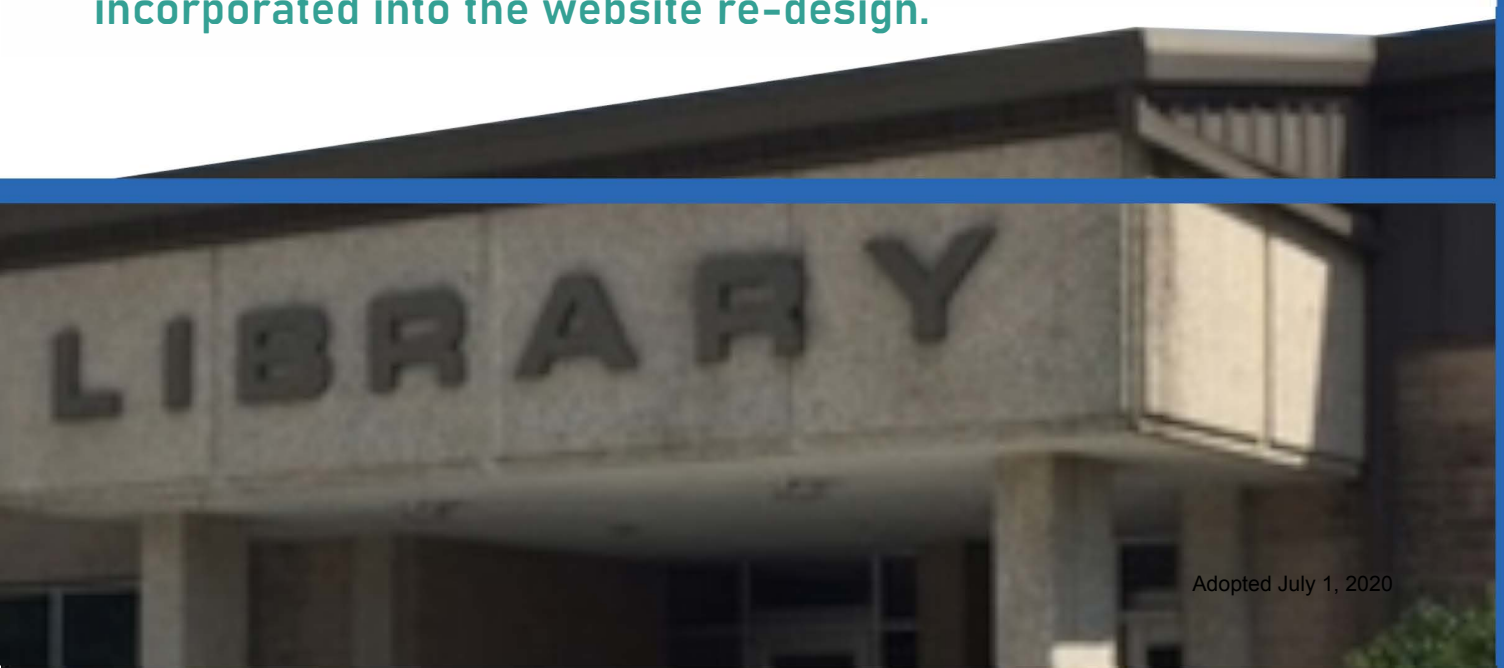 incorporated into the website re-design.
LIBRARY
Adopted July 1, 2020